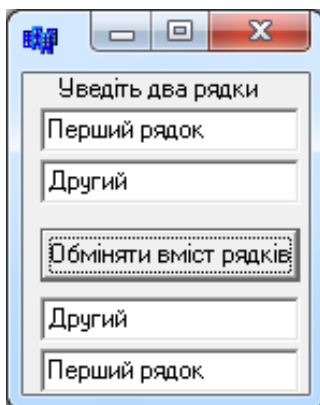 Уведіть два рядки
Перший рядок
Другий
Обміняти вміст рядків
Другий
Перший рядок